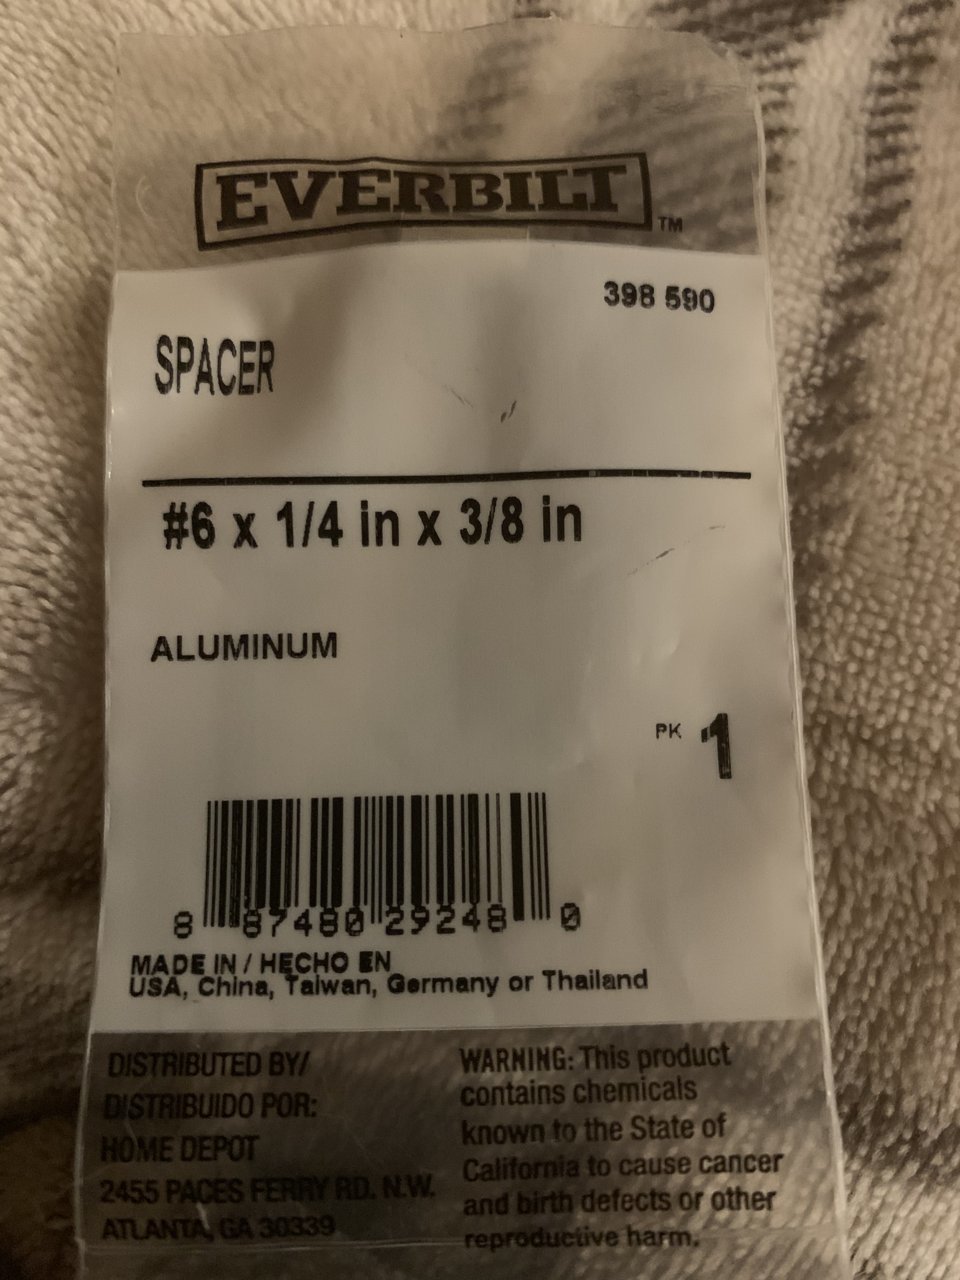 EVERBILT™
398 590
SPACER
#6 x 1/4 in x 3/8 in
ALUMINUM
PK 1
8 87480 29248 0
MADE IN / HECHO EN
USA, China, Taiwan, Germany or Thailand
DISTRIBUTED BY/
DISTRIBUIDO POR:
HOME DEPOT
2455 PACES FERRY RD. N.W.
ATLANTA, GA 30339
WARNING: This product
contains chemicals
known to the State of
California to cause cancer
and birth defects or other
reproductive harm.